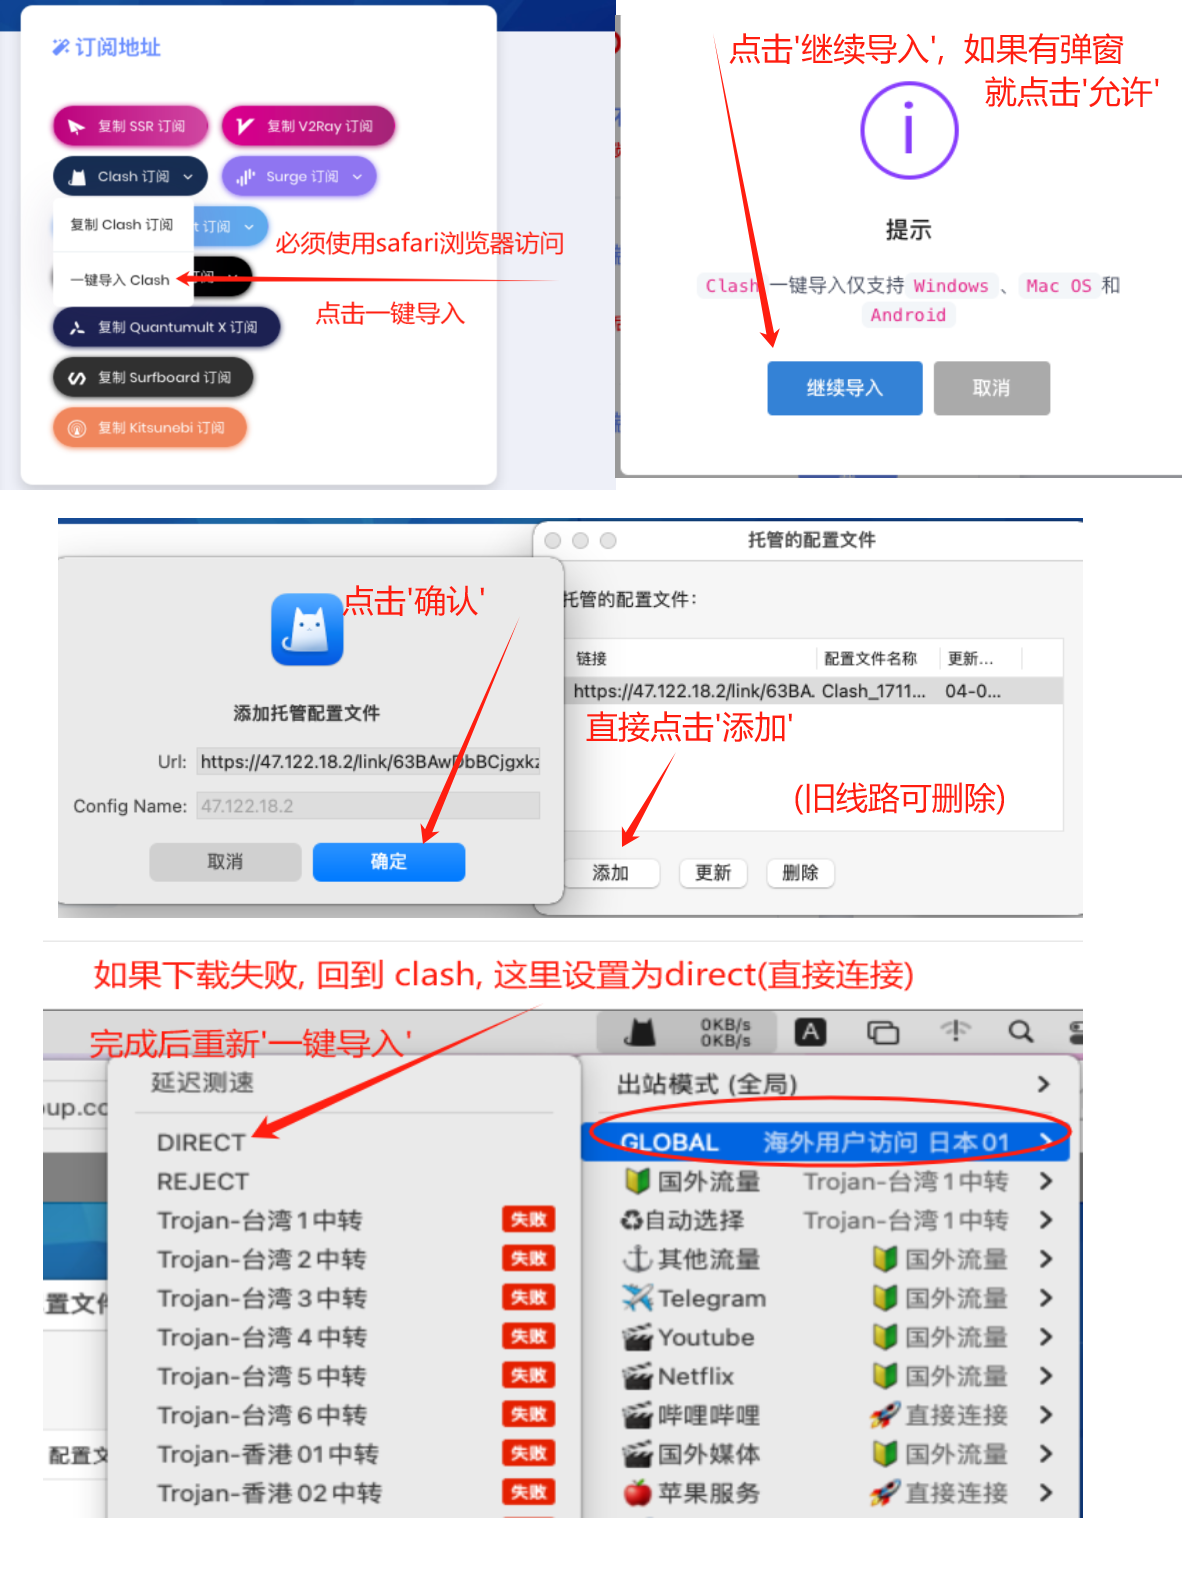 订阅地址
复制 SSR 订阅
复制 V2Ray 订阅
Clash 订阅
Surge 订阅
复制 Clash 订阅
t 订阅
必须使用safari浏览器访问
一键导入 Clash
订阅
点击一键导入
复制 Quantumult X 订阅
复制 Surfboard 订阅
复制 Kitsunebi 订阅
点击'继续导入', 如果有弹窗
就点击'允许'
提示
Clash 一键导入仅支持 Windows 、 Mac OS 和
Android
继续导入
取消
托管的配置文件
点击'确认'
托管的配置文件:
链接
配置文件名称
更新...
https://47.122.18.2/link/63BA.
Clash_1711...
04-0...
添加托管配置文件
直接点击'添加'
Url: https://47.122.18.2/link/63BAwDbBCjgxkz
Config Name: 47.122.18.2
(旧线路可删除)
取消
确定
添加
更新
删除
如果下载失败, 回到 clash, 这里设置为direct(直接连接)
完成后重新'一键导入'
0KB/s
0KB/s
A
延迟测速
出站模式 (全局)
up.cc
DIRECT
GLOBAL 海外用户访问 日本01
REJECT
国外流量 Trojan-台湾1中转
Trojan-台湾1中转 失败
自动选择 Trojan-台湾1中转
Trojan-台湾2中转 失败
其他流量 国外流量
Trojan-台湾3中转 失败
Telegram 国外流量
置文件
Trojan-台湾4中转 失败
Youtube 国外流量
Trojan-台湾5中转 失败
Netflix 国外流量
Trojan-台湾6中转 失败
哔哩哔哩 直接连接
配置文
Trojan-香港01中转 失败
国外媒体 国外流量
Trojan-香港02中转 失败
苹果服务 直接连接